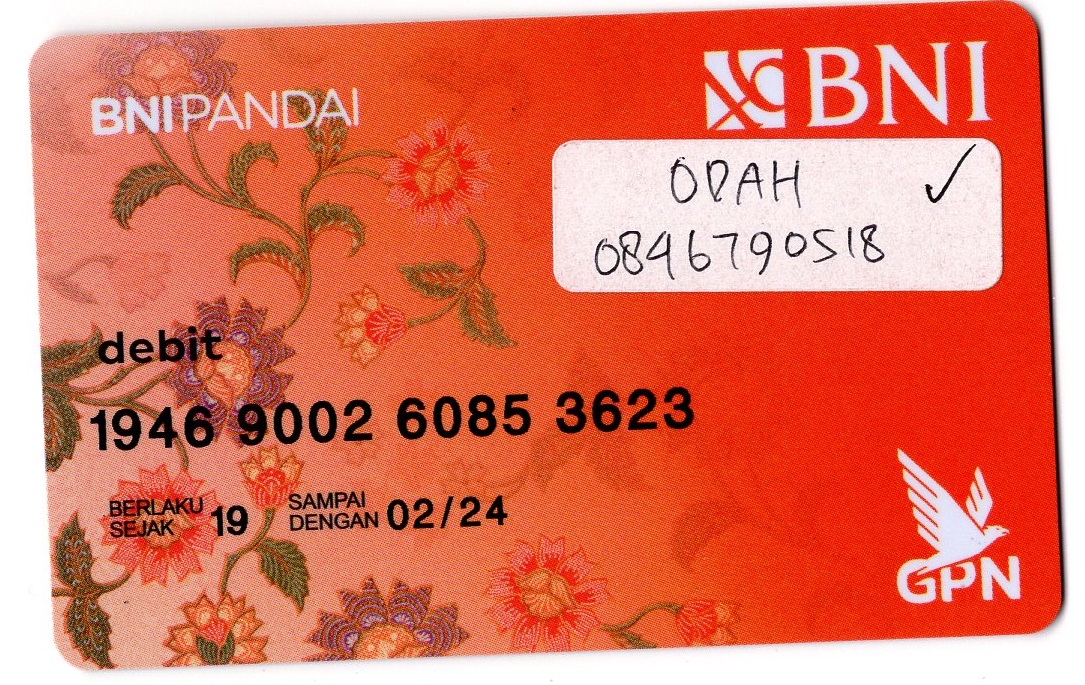 BNIPANDAI
BNI
ODAH ✓
0846790518
debit
1946 9002 6085 3623
BERLAKU SEJAK 19 SAMPAI DENGAN 02/24
GPN